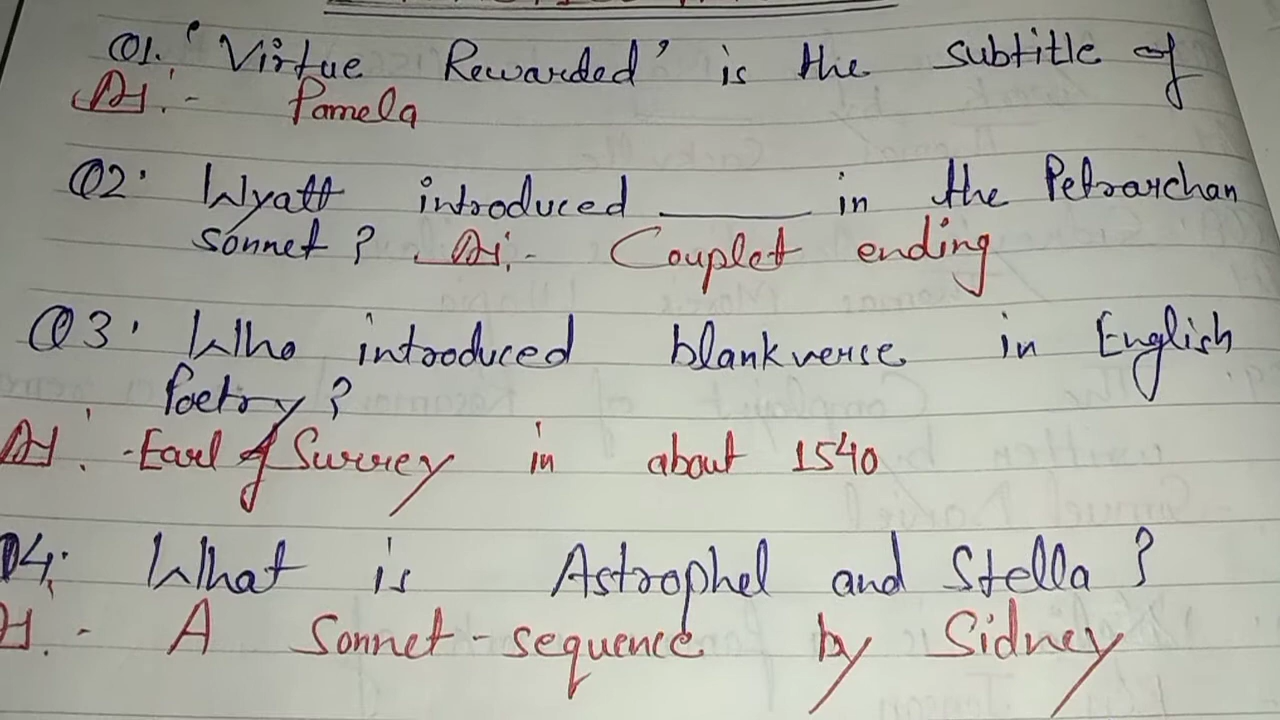 Q1. 'Virtue Rewarded' is the subtitle of
A:- Pamela
Q2. Wyatt introduced ______ in the Petrarchan
sonnet? A:- Couplet ending
Q3. Who introduced blankverse in English
Poetry?
A:- Earl of Surrey in about 1540
Q4. What is Astrophel and Stella?
A:- A Sonnet-sequence by Sidney